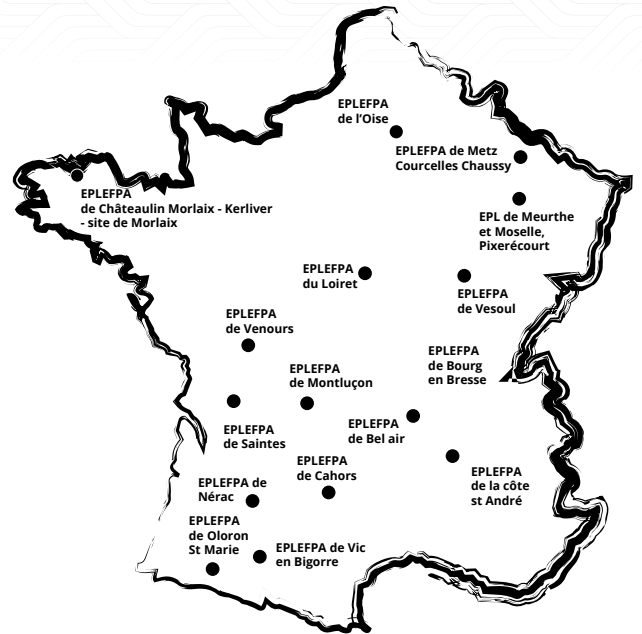 EPLEFPA
de l'Oise
EPLEFPA de Metz
Courcelles Chaussy
EPLEFPA
de Châteaulin Morlaix - Kerliver
- site de Morlaix
EPL de Meurthe
et Moselle,
Pixerécourt
EPLEFPA
du Loiret
EPLEFPA
de Vesoul
EPLEFPA
de Venours
EPLEFPA
de Bourg
en Bresse
EPLEFPA
de Montluçon
EPLEFPA
de Saintes
EPLEFPA
de Bel air
EPLEFPA
de Cahors
EPLEFPA
de la côte
st André
EPLEFPA de
Nérac
EPLEFPA
de Oloron
St Marie
EPLEFPA de Vic
en Bigorre